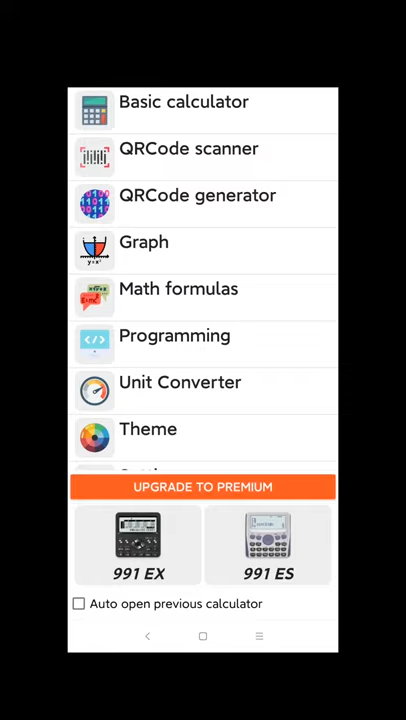 Basic calculator
QRCode scanner
QRCode generator
Graph
y=x²
Math formulas
Programming
</>
Unit Converter
Theme
UPGRADE TO PREMIUM
991 EX
991 ES
Auto open previous calculator